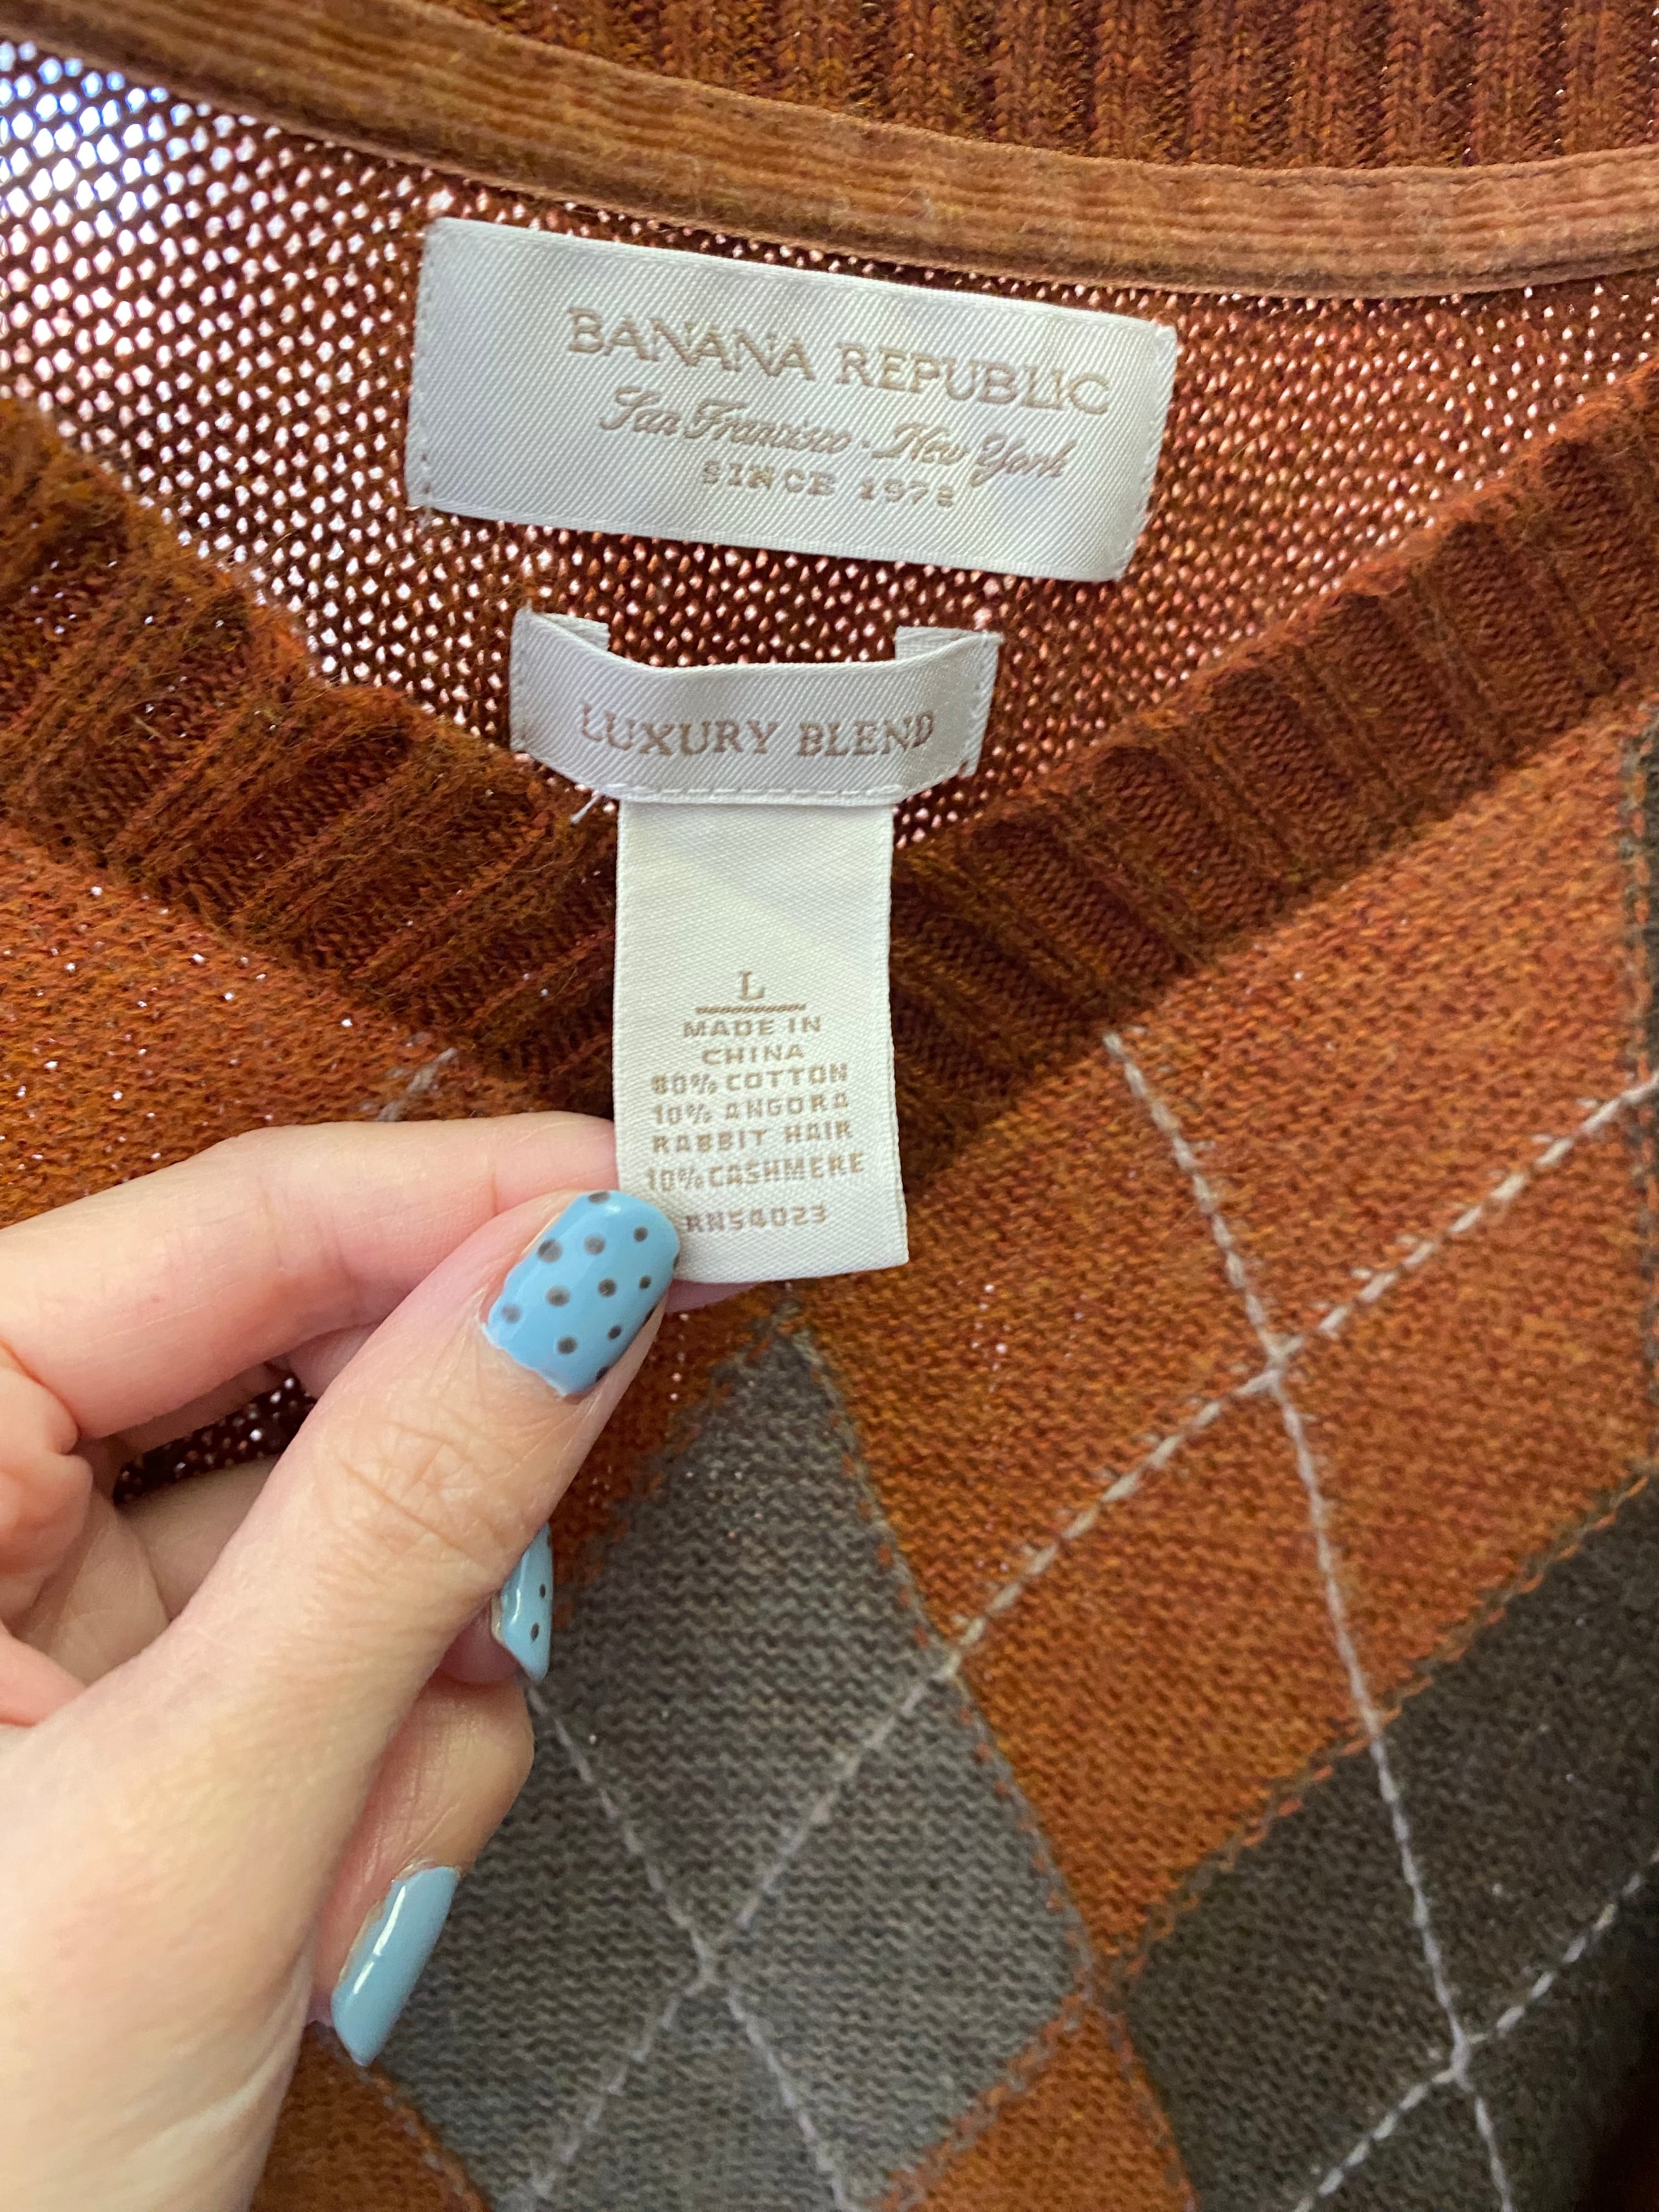 BANANA REPUBLIC
San Francisco - New York
SINCE 1978
LUXURY BLEND
L
MADE IN
CHINA
80% COTTON
10% ANGORA
RABBIT HAIR
10% CASHMERE
RN54023